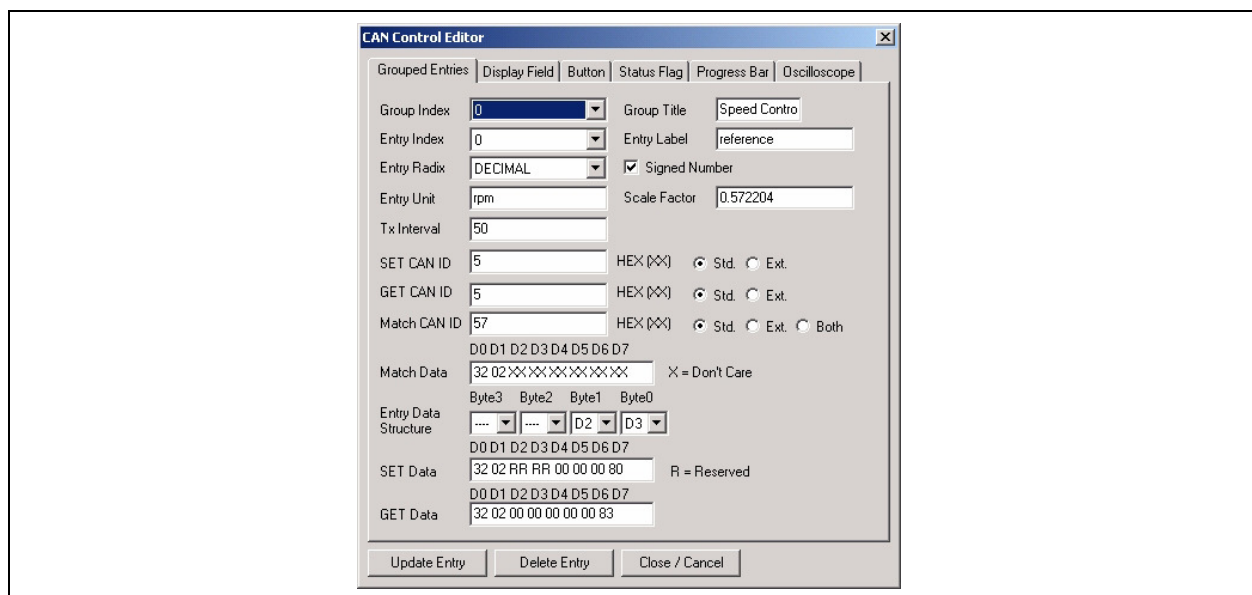 CAN Control Editor
Grouped Entries Display Field Button Status Flag Progress Bar Oscilloscope
Group Index 0 Group Title Speed Contro
Entry Index 0 Entry Label reference
Entry Radix DECIMAL Signed Number
Entry Unit rpm Scale Factor 0.572204
Tx Interval 50
SET CAN ID 5 HEX (XX) Std. Ext.
GET CAN ID 5 HEX (XX) Std. Ext.
Match CAN ID 57 HEX (XX) Std. Ext. Both
D0 D1 D2 D3 D4 D5 D6 D7
Match Data 32 02 XX XX XX XX XX XX X = Don't Care
Byte3 Byte2 Byte1 Byte0
Entry Data
Structure ---- ---- D2 D3
D0 D1 D2 D3 D4 D5 D6 D7
SET Data 32 02 RR RR 00 00 00 80 R = Reserved
D0 D1 D2 D3 D4 D5 D6 D7
GET Data 32 02 00 00 00 00 00 83
Update Entry Delete Entry Close / Cancel